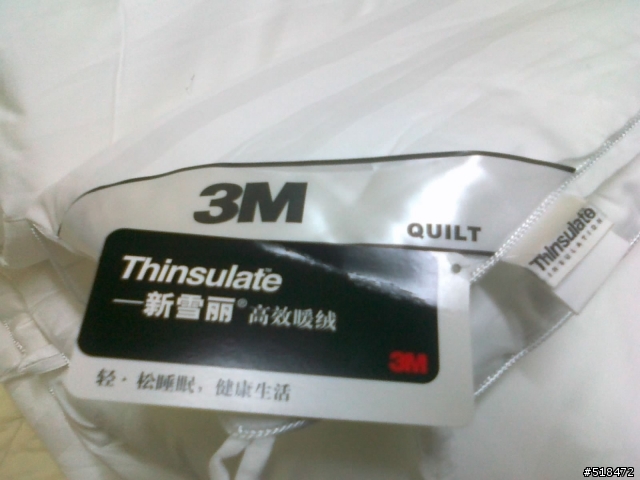 3M
QUILT
Thinsulate
INSULATION
Thinsulate
—新雪丽® 高效暖绒
3M
轻·松睡眠，健康生活
#518472